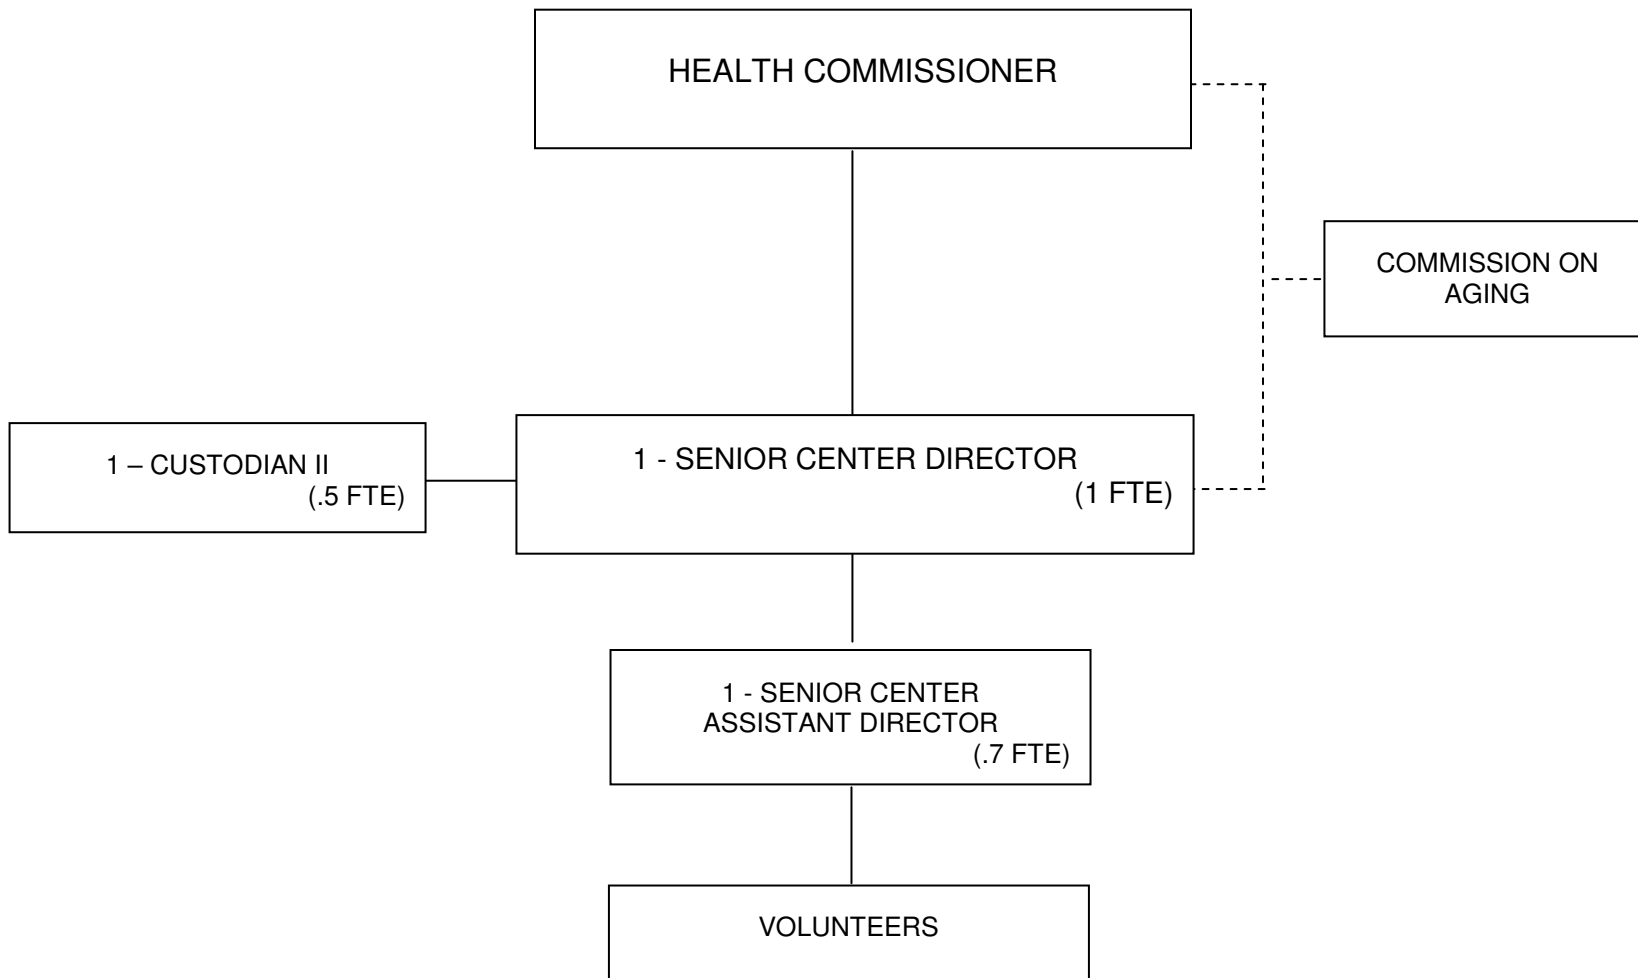 HEALTH COMMISSIONER
COMMISSION ON
AGING
1 – CUSTODIAN II
(.5 FTE)
1 - SENIOR CENTER DIRECTOR
(1 FTE)
1 - SENIOR CENTER
ASSISTANT DIRECTOR
(.7 FTE)
VOLUNTEERS